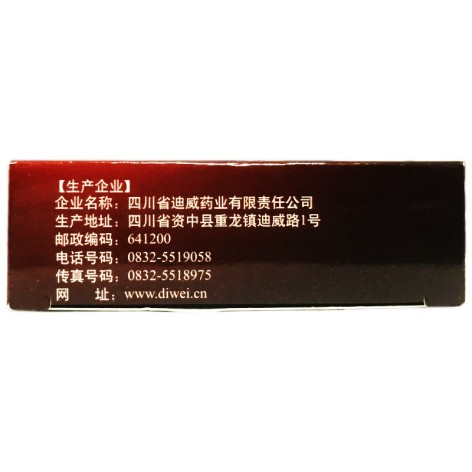 【生产企业】
企业名称：四川省迪威药业有限责任公司
生产地址：四川省资中县重龙镇迪威路1号
邮政编码：641200
电话号码：0832-5519058
传真号码：0832-5518975
网　　址：www.diwei.cn